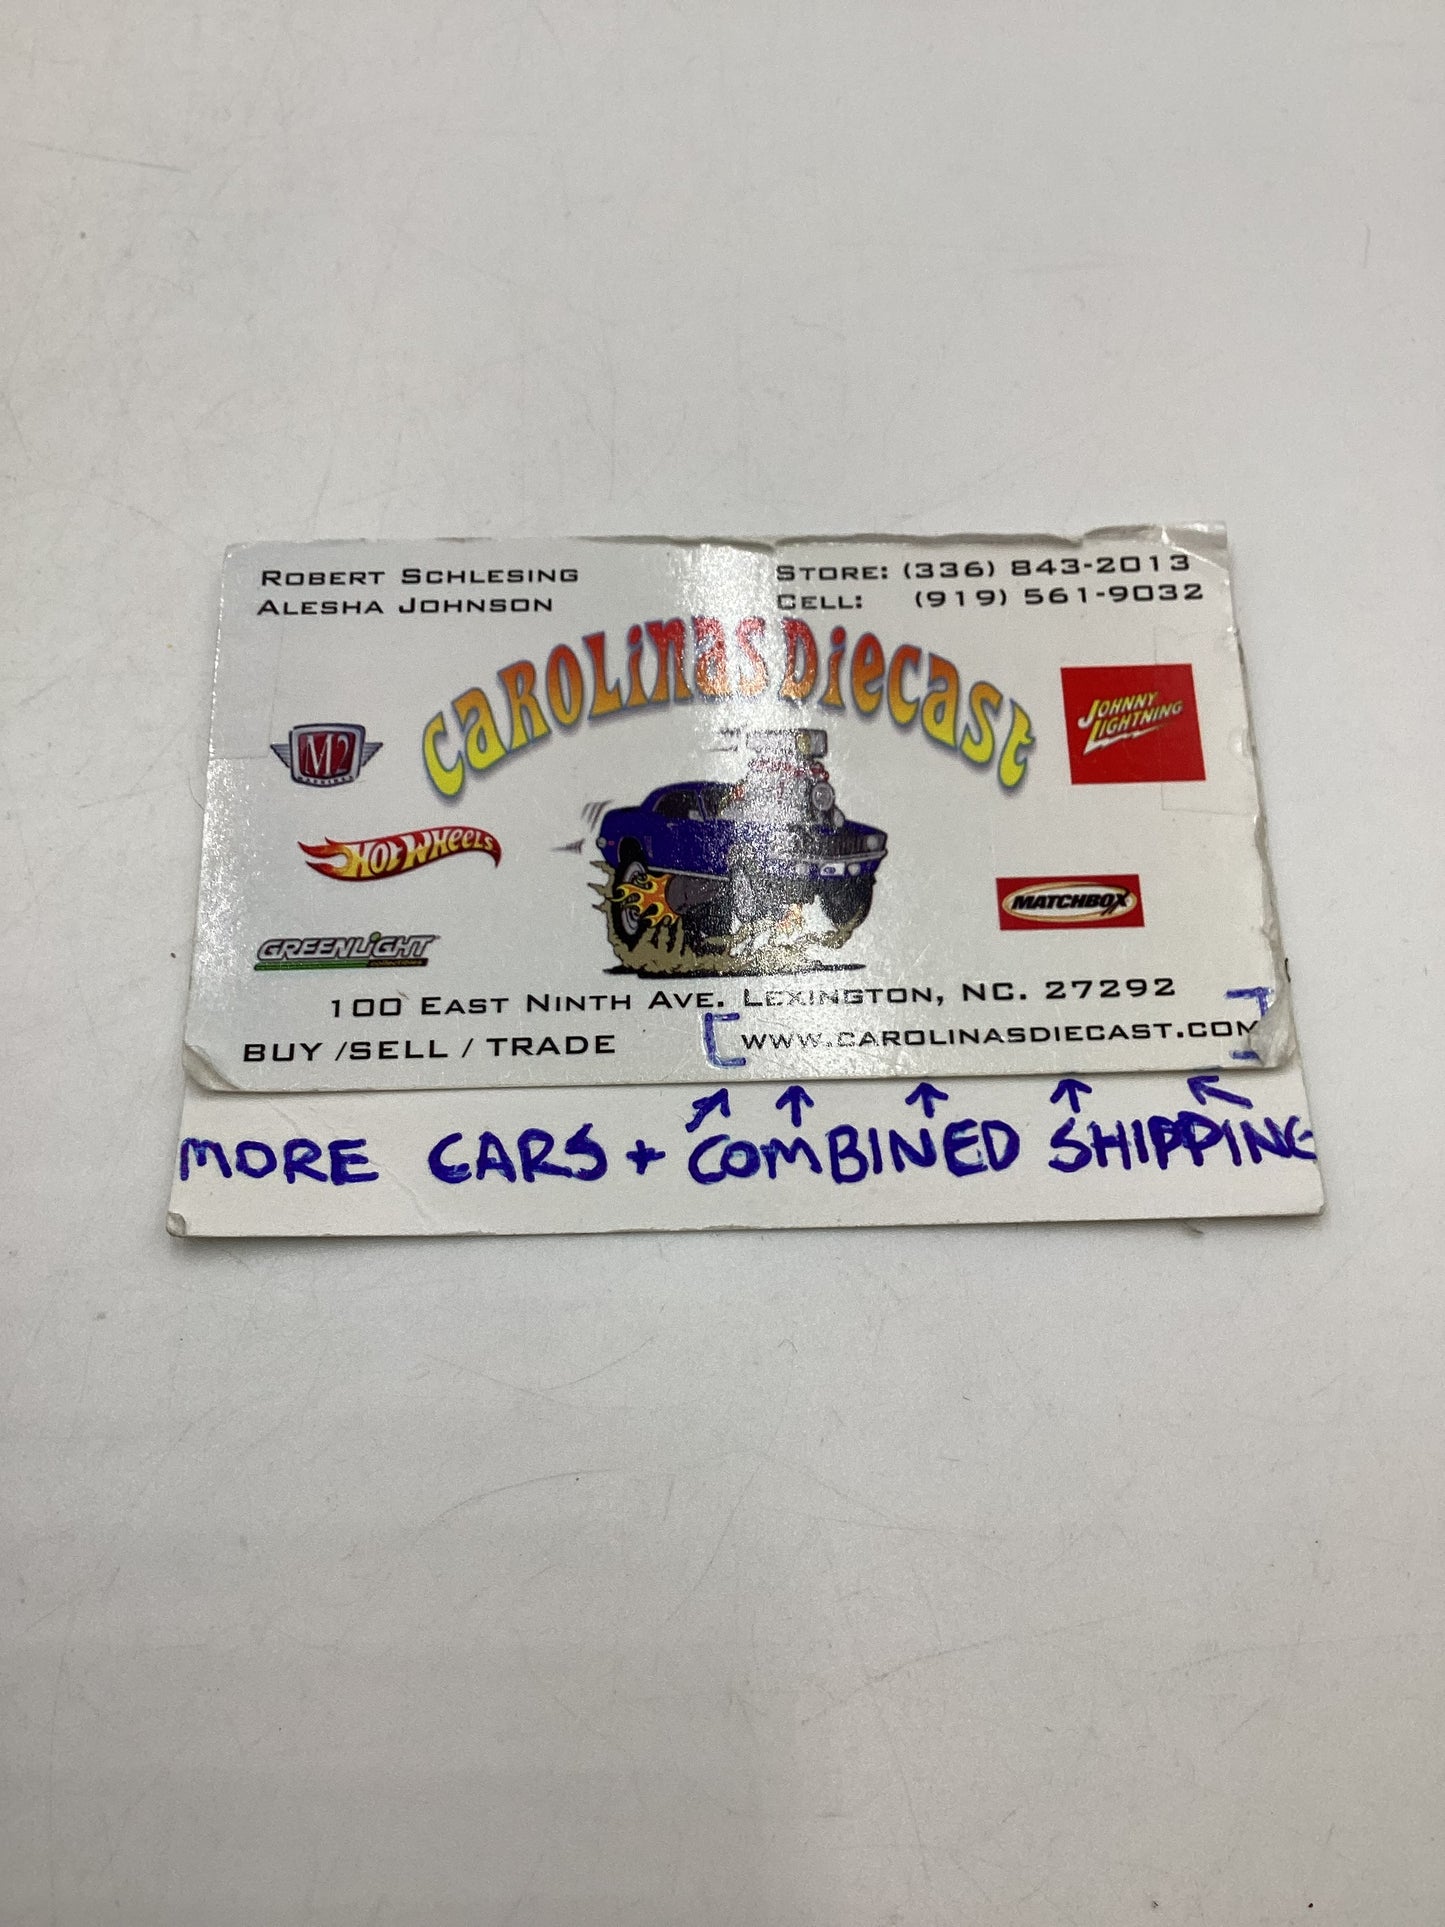 ROBERT SCHLESING
ALESHA JOHNSON
STORE: (336) 843-2013
CELL: (919) 561-9032
CAROLINAS DIECAST
M2
MACHINES
JOHNNY LIGHTNING
HOT WHEELS
MATCHBOX
GREENLIGHT
COLLECTIBLES
100 EAST NINTH AVE. LEXINGTON, NC. 27292
BUY /SELL / TRADE
WWW.CAROLINASDIECAST.COM
MORE CARS + COMBINED SHIPPING